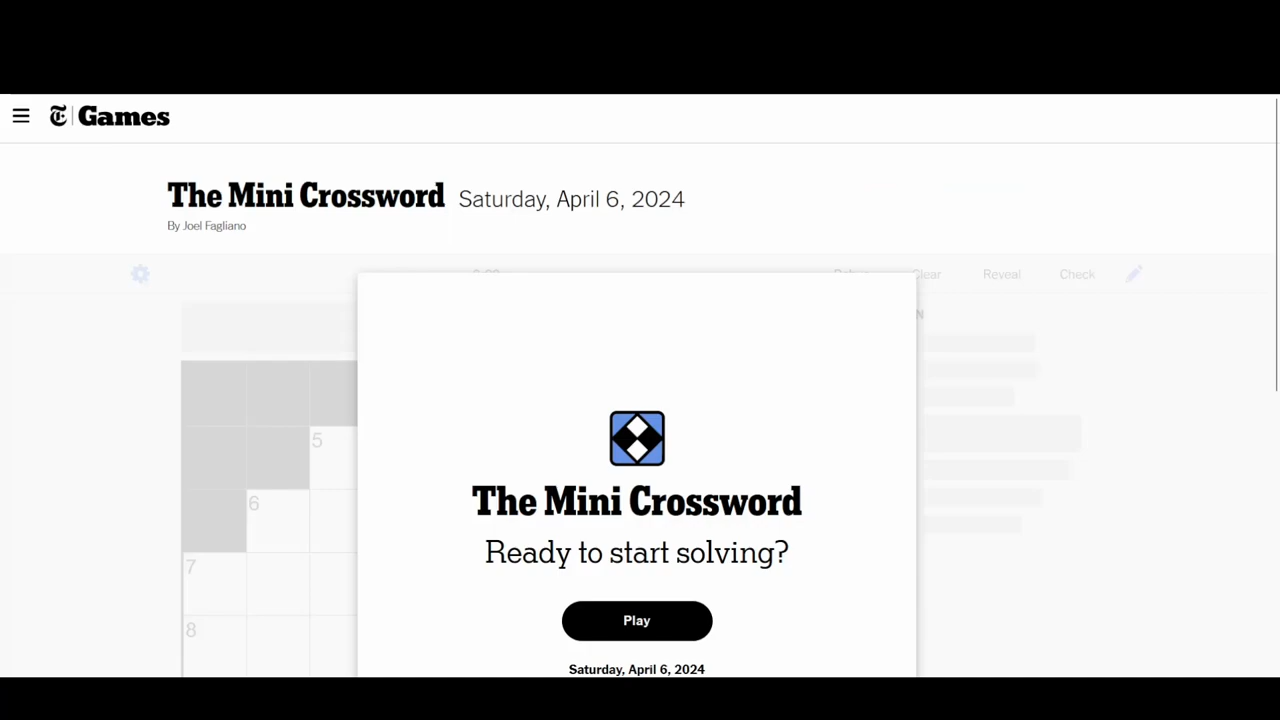 T Games
The Mini Crossword Saturday, April 6, 2024
By Joel Fagliano
Clear Reveal Check
5
6
7
8
The Mini Crossword
Ready to start solving?
Play
Saturday, April 6, 2024